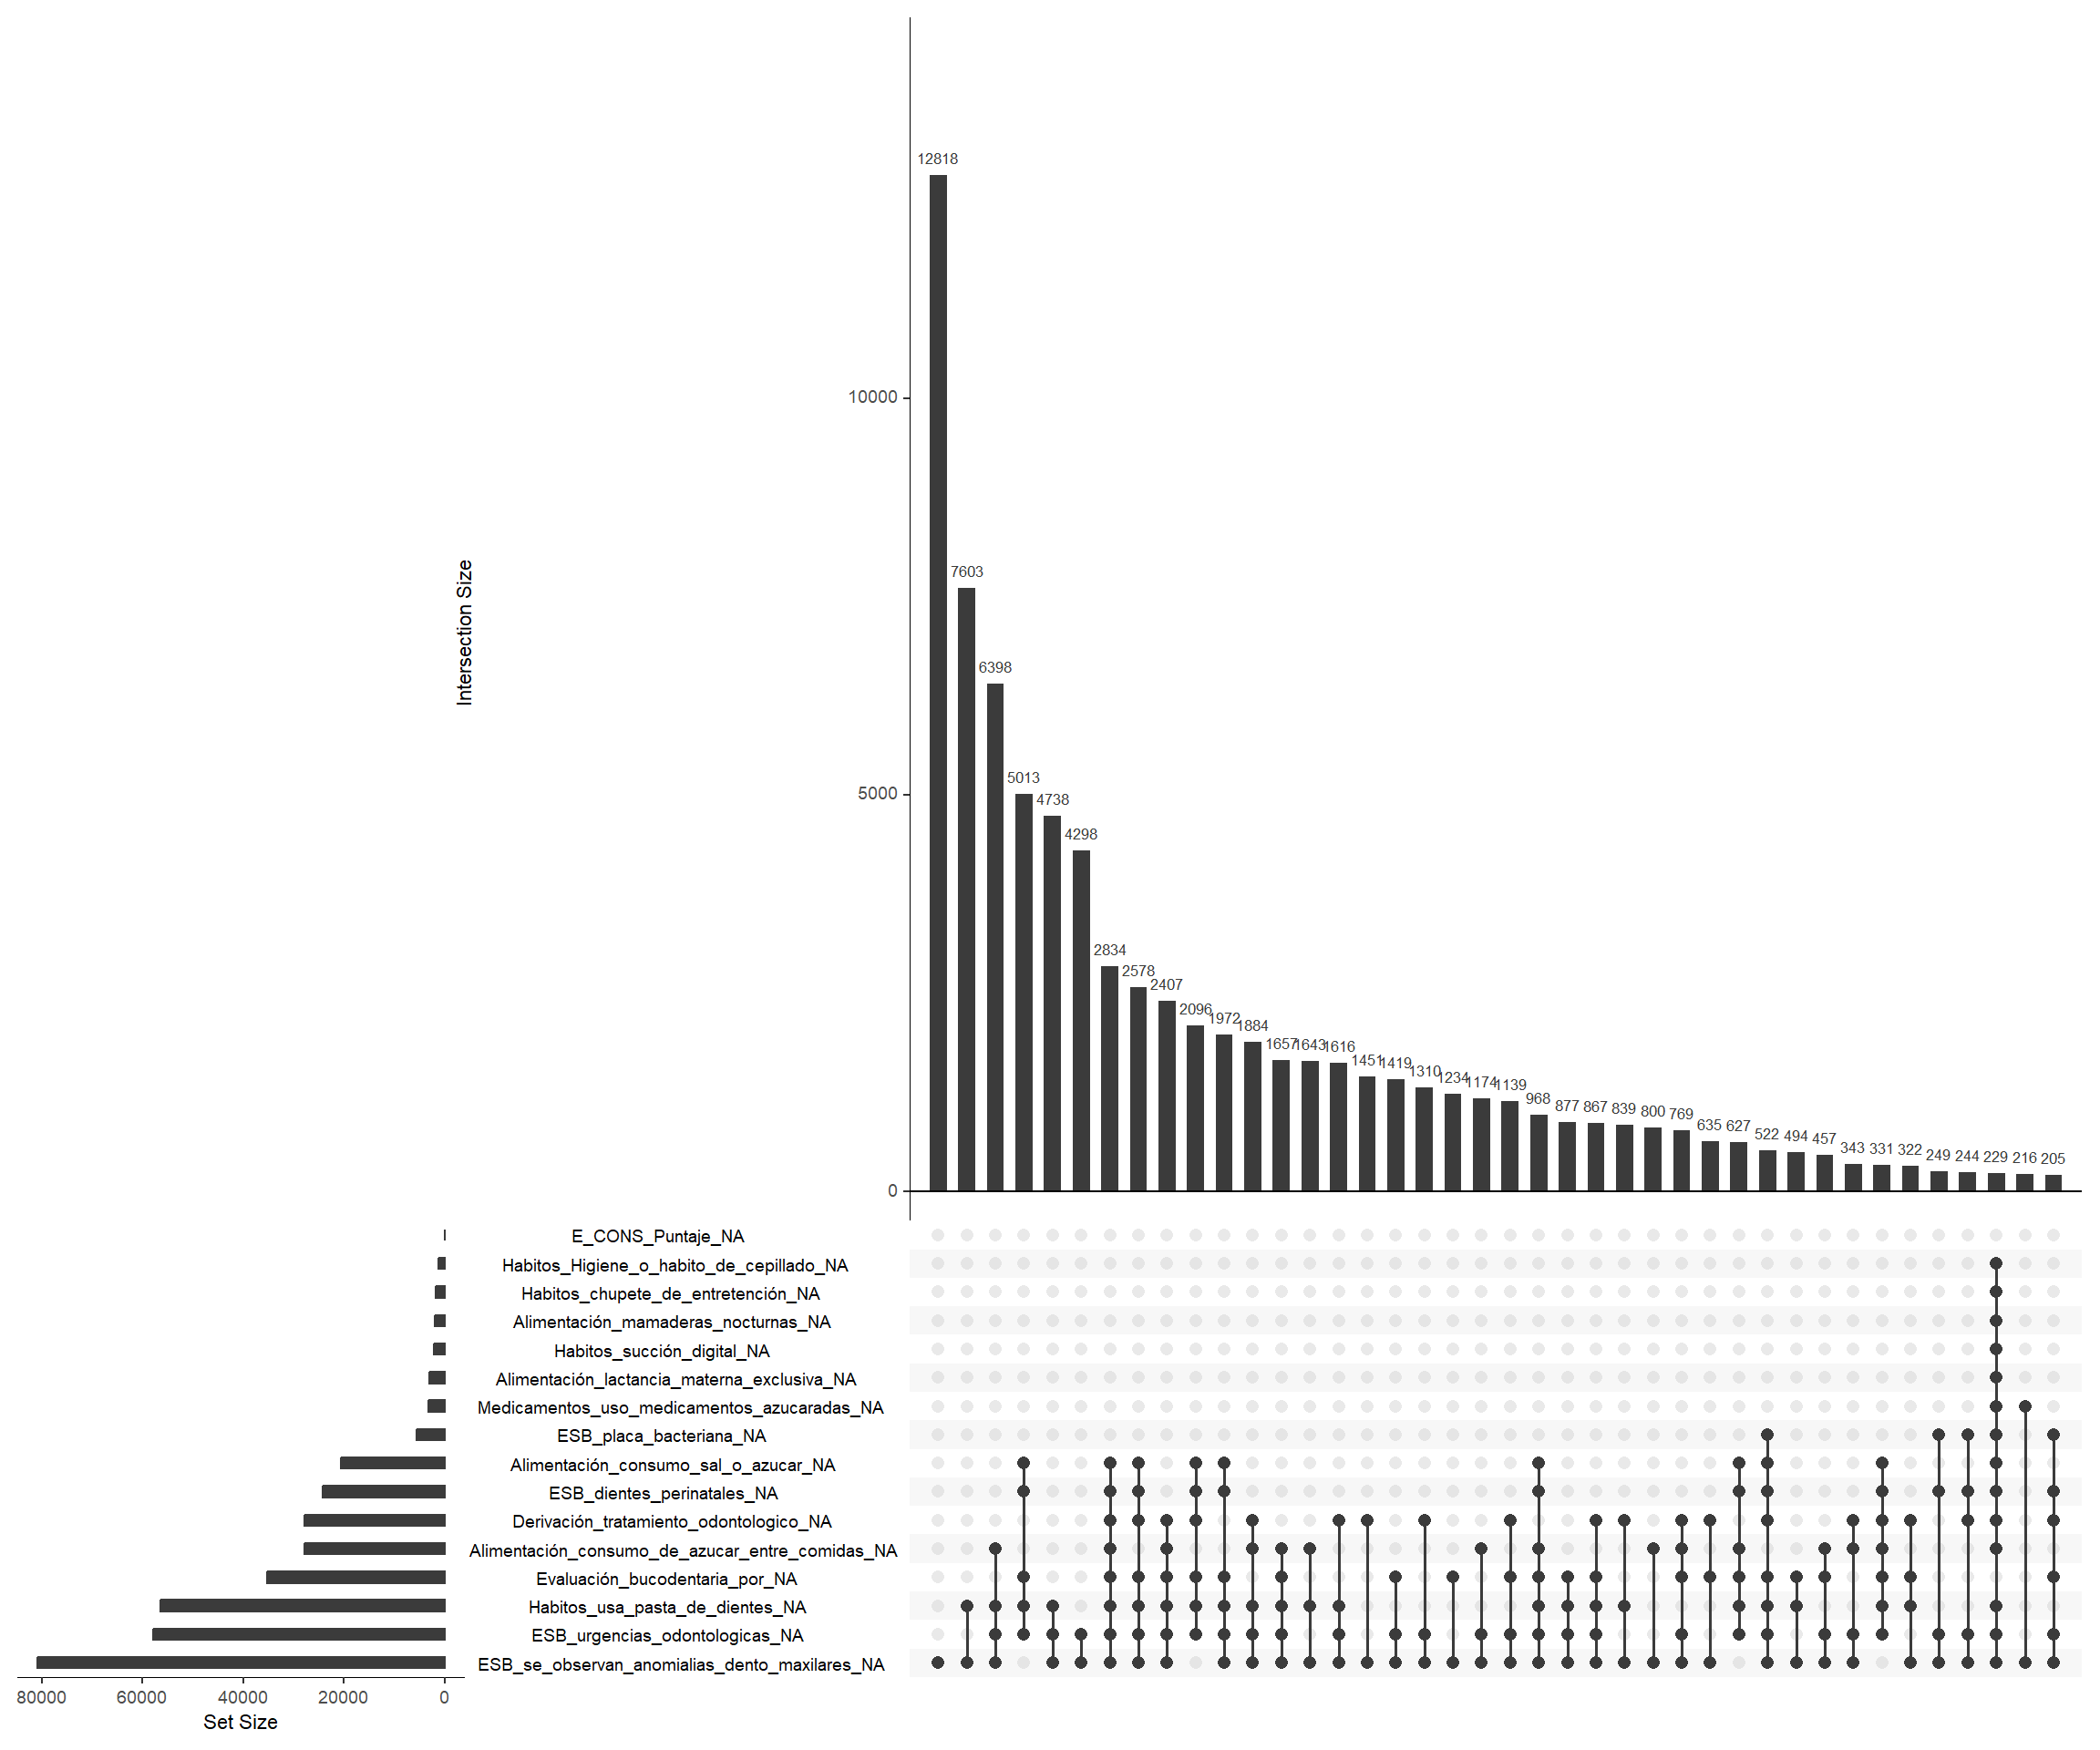 12818
7603
6398
5013
4738
4298
2834
2578
2407
2096
1972
1884
1657
1643
1616
1451
1419
1310
1234
1174
1139
968
877
867
839
800
769
635
627
522
494
457
343
331
322
249
244
229
216
205
10000
5000
0
Intersection Size
E_CONS_Puntaje_NA
Habitos_Higiene_o_habito_de_cepillado_NA
Habitos_chupete_de_entretención_NA
Alimentación_mamaderas_nocturnas_NA
Habitos_succión_digital_NA
Alimentación_lactancia_materna_exclusiva_NA
Medicamentos_uso_medicamentos_azucaradas_NA
ESB_placa_bacteriana_NA
Alimentación_consumo_sal_o_azucar_NA
ESB_dientes_perinatales_NA
Derivación_tratamiento_odontologico_NA
Alimentación_consumo_de_azucar_entre_comidas_NA
Evaluación_bucodentaria_por_NA
Habitos_usa_pasta_de_dientes_NA
ESB_urgencias_odontologicas_NA
ESB_se_observan_anomialias_dento_maxilares_NA
80000 60000 40000 20000 0
Set Size